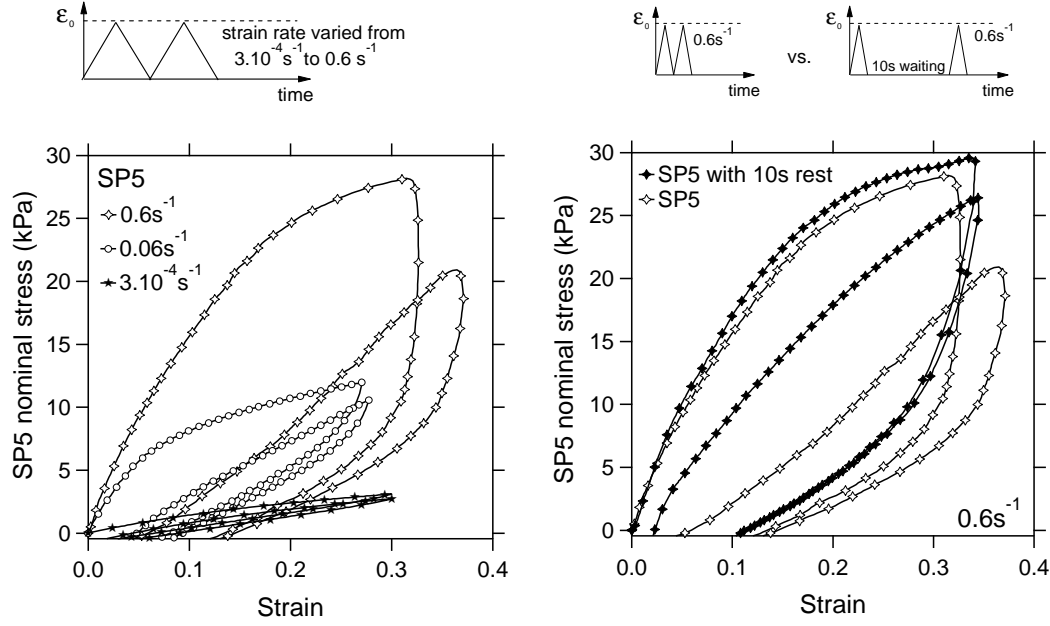 ε₀
strain rate varied from
3.10⁻⁴s⁻¹ to 0.6 s⁻¹
time
0.6s⁻¹
time
vs.
0.6s⁻¹
10s waiting
time
SP5 nominal stress (kPa)
30
25
20
15
10
5
0
SP5
0.6s⁻¹
0.06s⁻¹
3.10⁻⁴s⁻¹
0.0
0.1
0.2
0.3
0.4
Strain
SP5 nominal stress (kPa)
30
25
20
15
10
5
0
SP5 with 10s rest
SP5
0.6s⁻¹
0.0
0.1
0.2
0.3
0.4
Strain